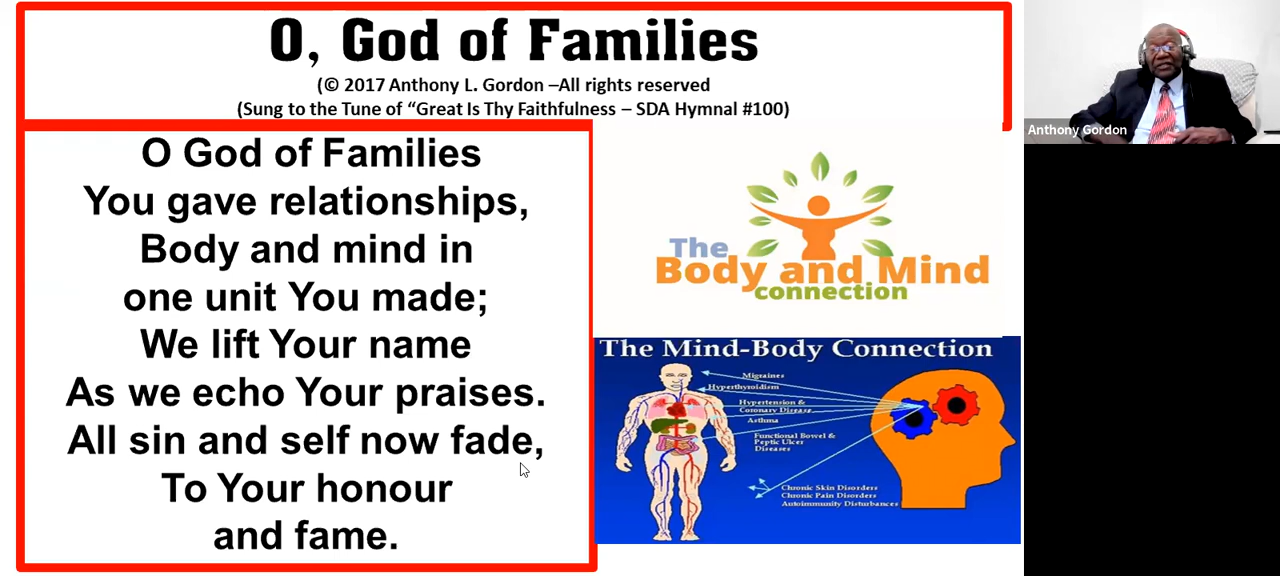 O, God of Families
(© 2017 Anthony L. Gordon –All rights reserved
(Sung to the Tune of “Great Is Thy Faithfulness – SDA Hymnal #100)
O God of Families
You gave relationships,
Body and mind in
one unit You made;
We lift Your name
As we echo Your praises.
All sin and self now fade,
To Your honour
and fame.
The
Body and Mind
connection
The Mind-Body Connection
Migraines
Hyperthyroidism
Hypertension &
Coronary Disease
Asthma
Functional Bowel &
Peptic Ulcer
Diseases
Chronic Skin Disorders
Chronic Pain Disorders
Autoimmunity Disturbances
Anthony Gordon